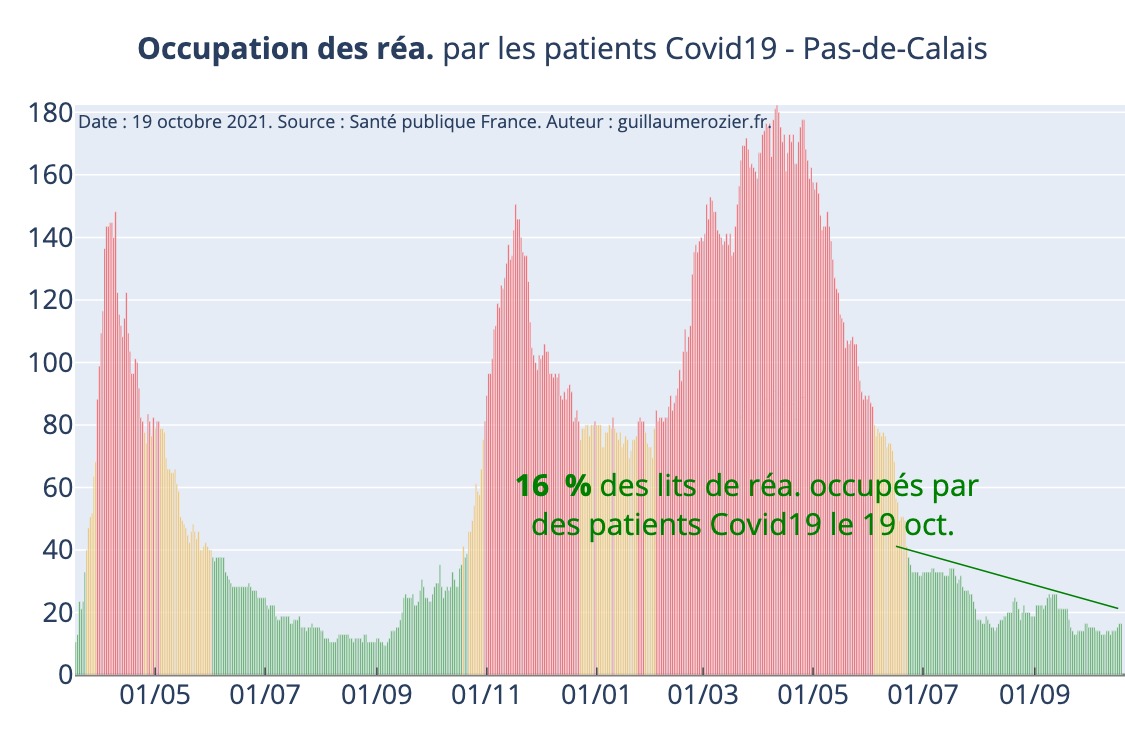 Occupation des réa. par les patients Covid19 - Pas-de-Calais
180
Date : 19 octobre 2021. Source : Santé publique France. Auteur : guillaumerozier.fr.
160
140
120
100
80
60
16 % des lits de réa. occupés par
des patients Covid19 le 19 oct.
40
20
0
01/05 01/07 01/09 01/11 01/01 01/03 01/05 01/07 01/09